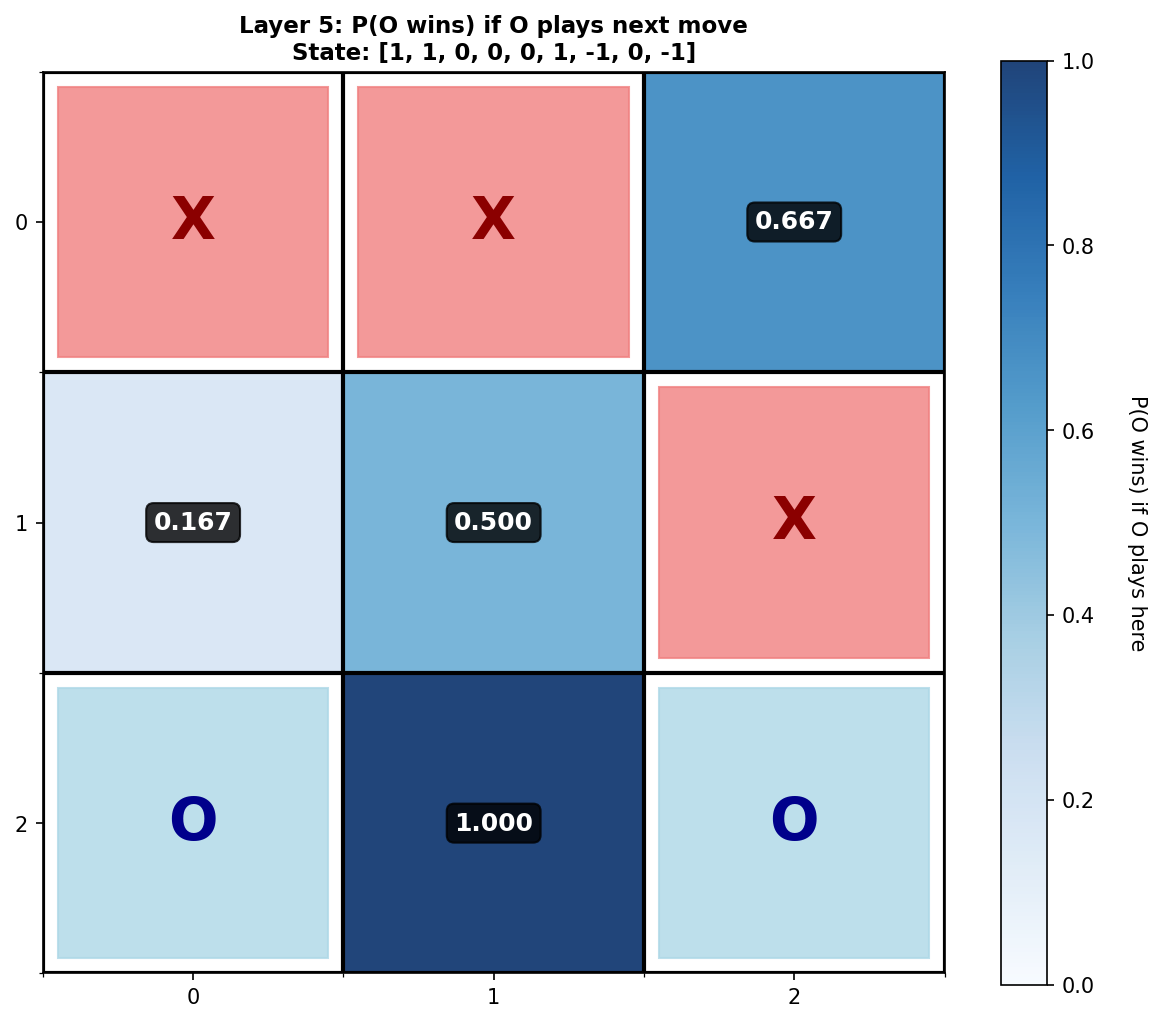 Layer 5: P(O wins) if O plays next move
State: [1, 1, 0, 0, 0, 1, -1, 0, -1]
0
X
X
0.667
1
0.167
0.500
X
2
O
1.000
O
0
1
2
1.0
0.8
0.6
0.4
0.2
0.0
P(O wins) if O plays here